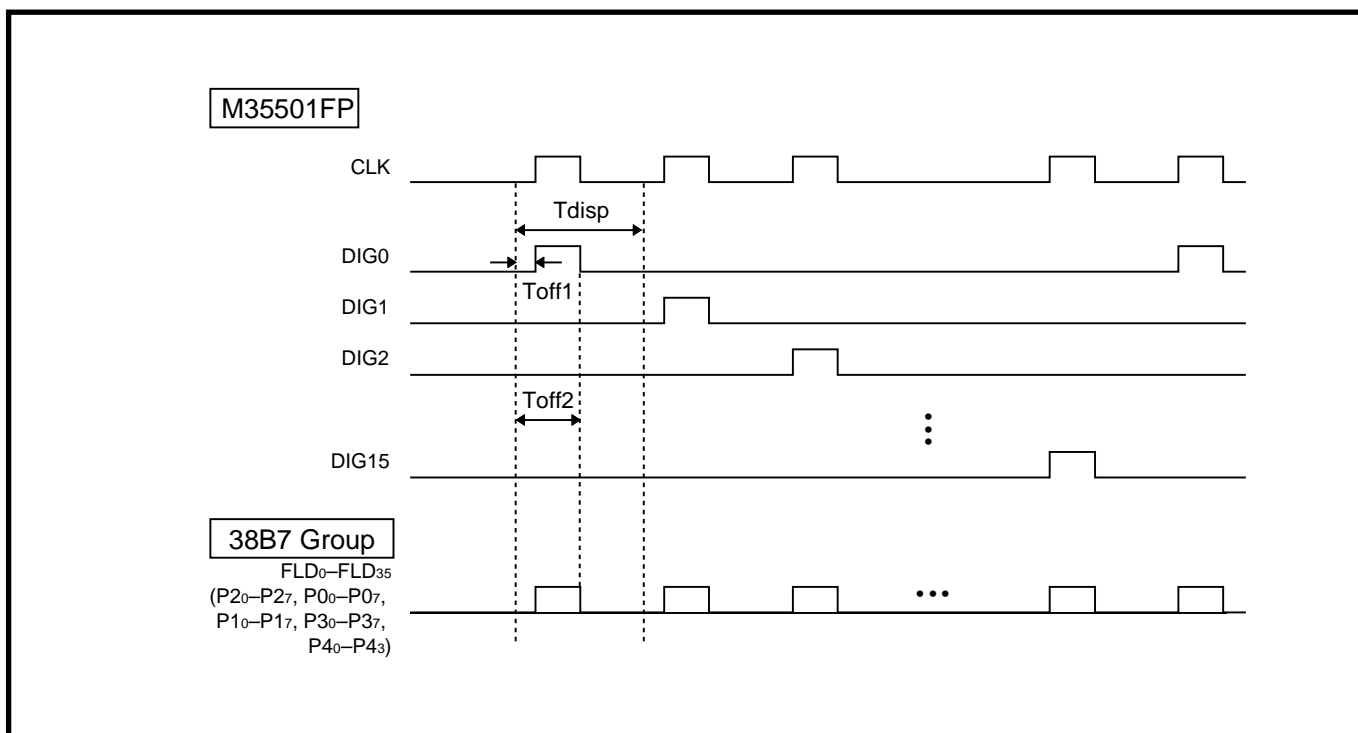 M35501FP
CLK
Tdisp
DIG0
Toff1
DIG1
DIG2
Toff2
DIG15
38B7 Group
FLD0–FLD35
(P20–P27, P00–P07,
P10–P17, P30–P37,
P40–P43)